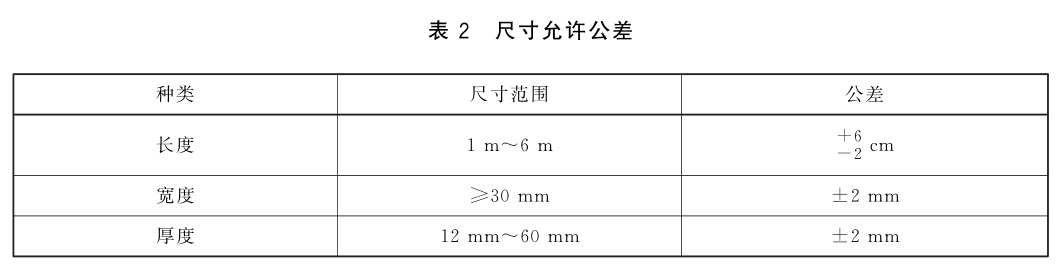 表 2　尺寸允许公差
种类　尺寸范围　公差
长度　1 m～6 m　+6 −2 cm
宽度　≥30 mm　±2 mm
厚度　12 mm～60 mm　±2 mm